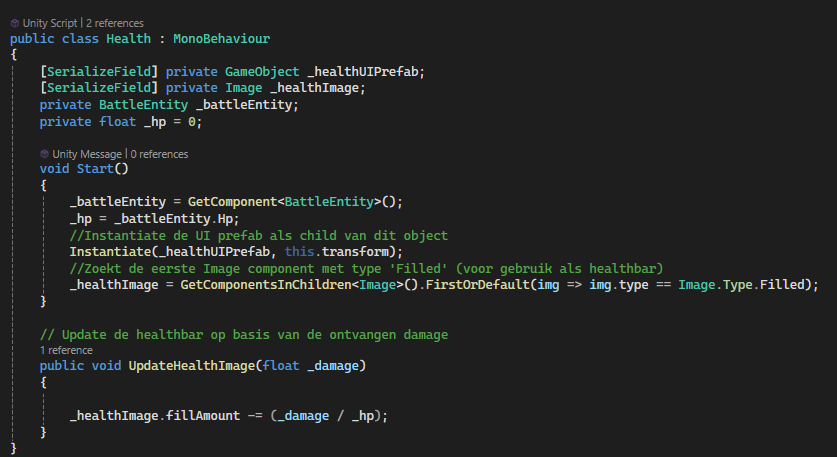 Unity Script | 2 references
public class Health : MonoBehaviour
{
    [SerializeField] private GameObject _healthUIPrefab;
    [SerializeField] private Image _healthImage;
    private BattleEntity _battleEntity;
    private float _hp = 0;

    Unity Message | 0 references
    void Start()
    {
        _battleEntity = GetComponent<BattleEntity>();
        _hp = _battleEntity.Hp;
        //Instantiate de UI prefab als child van dit object
        Instantiate(_healthUIPrefab, this.transform);
        //Zoekt de eerste Image component met type 'Filled' (voor gebruik als healthbar)
        _healthImage = GetComponentsInChildren<Image>().FirstOrDefault(img => img.type == Image.Type.Filled);
    }

    // Update de healthbar op basis van de ontvangen damage
    1 reference
    public void UpdateHealthImage(float _damage)
    {

        _healthImage.fillAmount -= (_damage / _hp);
    }
}